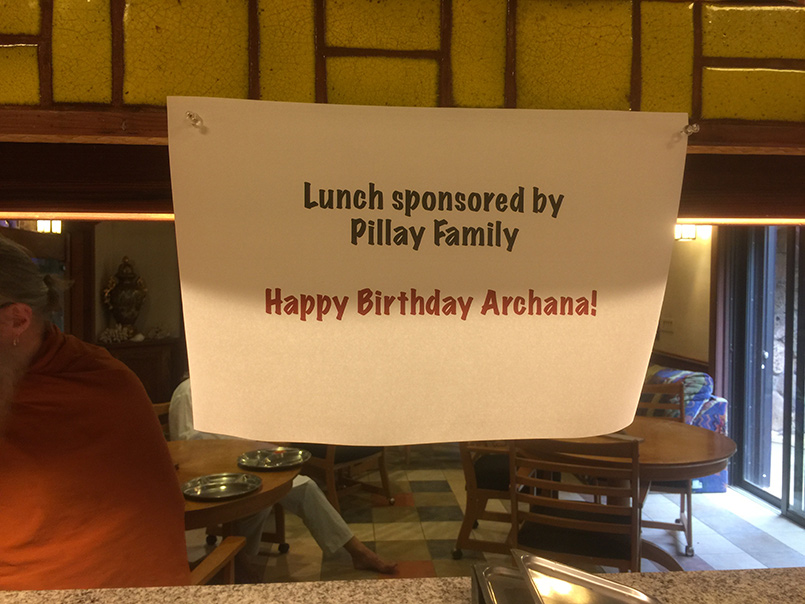 Lunch sponsored by
Pillay Family
Happy Birthday Archana!